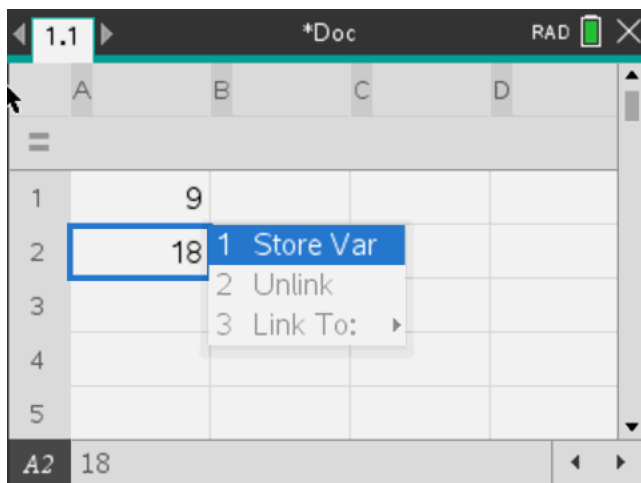 1.1 *Doc RAD
A B C D
=
1 9
2 18
3
4
5
1 Store Var
2 Unlink
3 Link To:
A2 18